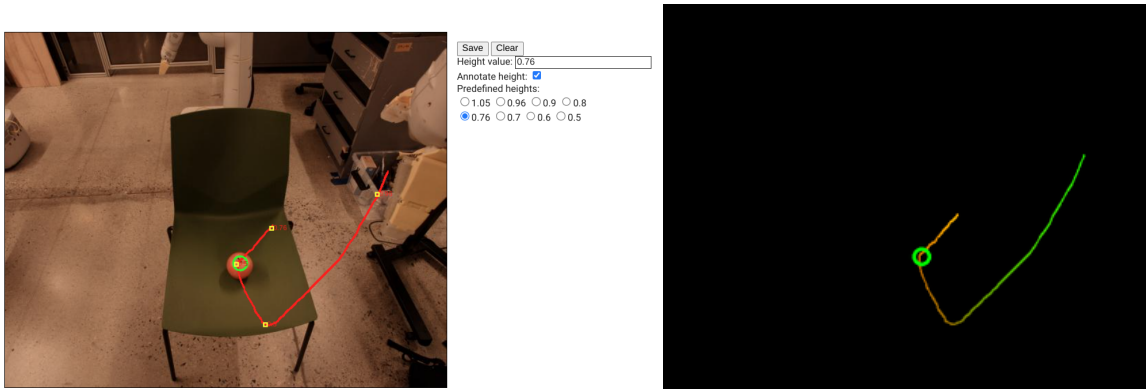 Save Clear
Height value: 0.76
Annotate height:
Predefined heights:
1.05 0.96 0.9 0.8
0.76 0.7 0.6 0.5